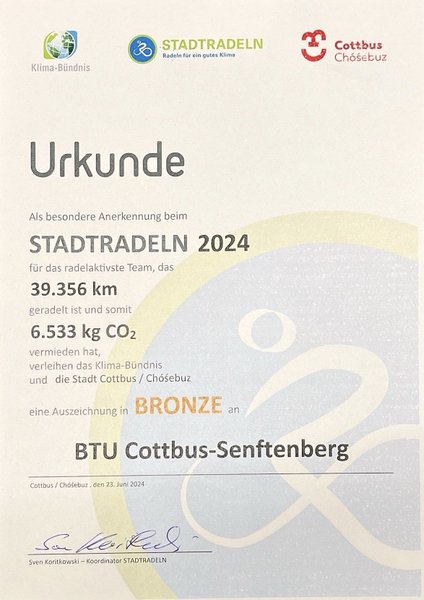 Klima-Bündnis
STADTRADELN
Radeln für ein gutes Klima
Cottbus
Chóśebuz
Urkunde
Als besondere Anerkennung beim
STADTRADELN 2024
für das radelaktivste Team, das
39.356 km
geradelt ist und somit
6.533 kg CO₂
vermieden hat,
verleihen das Klima-Bündnis
und die Stadt Cottbus / Chóśebuz
eine Auszeichnung in BRONZE an
BTU Cottbus-Senftenberg
Cottbus / Chóśebuz , den 23. Juni 2024
Sven Koritkowski – Koordinator STADTRADELN